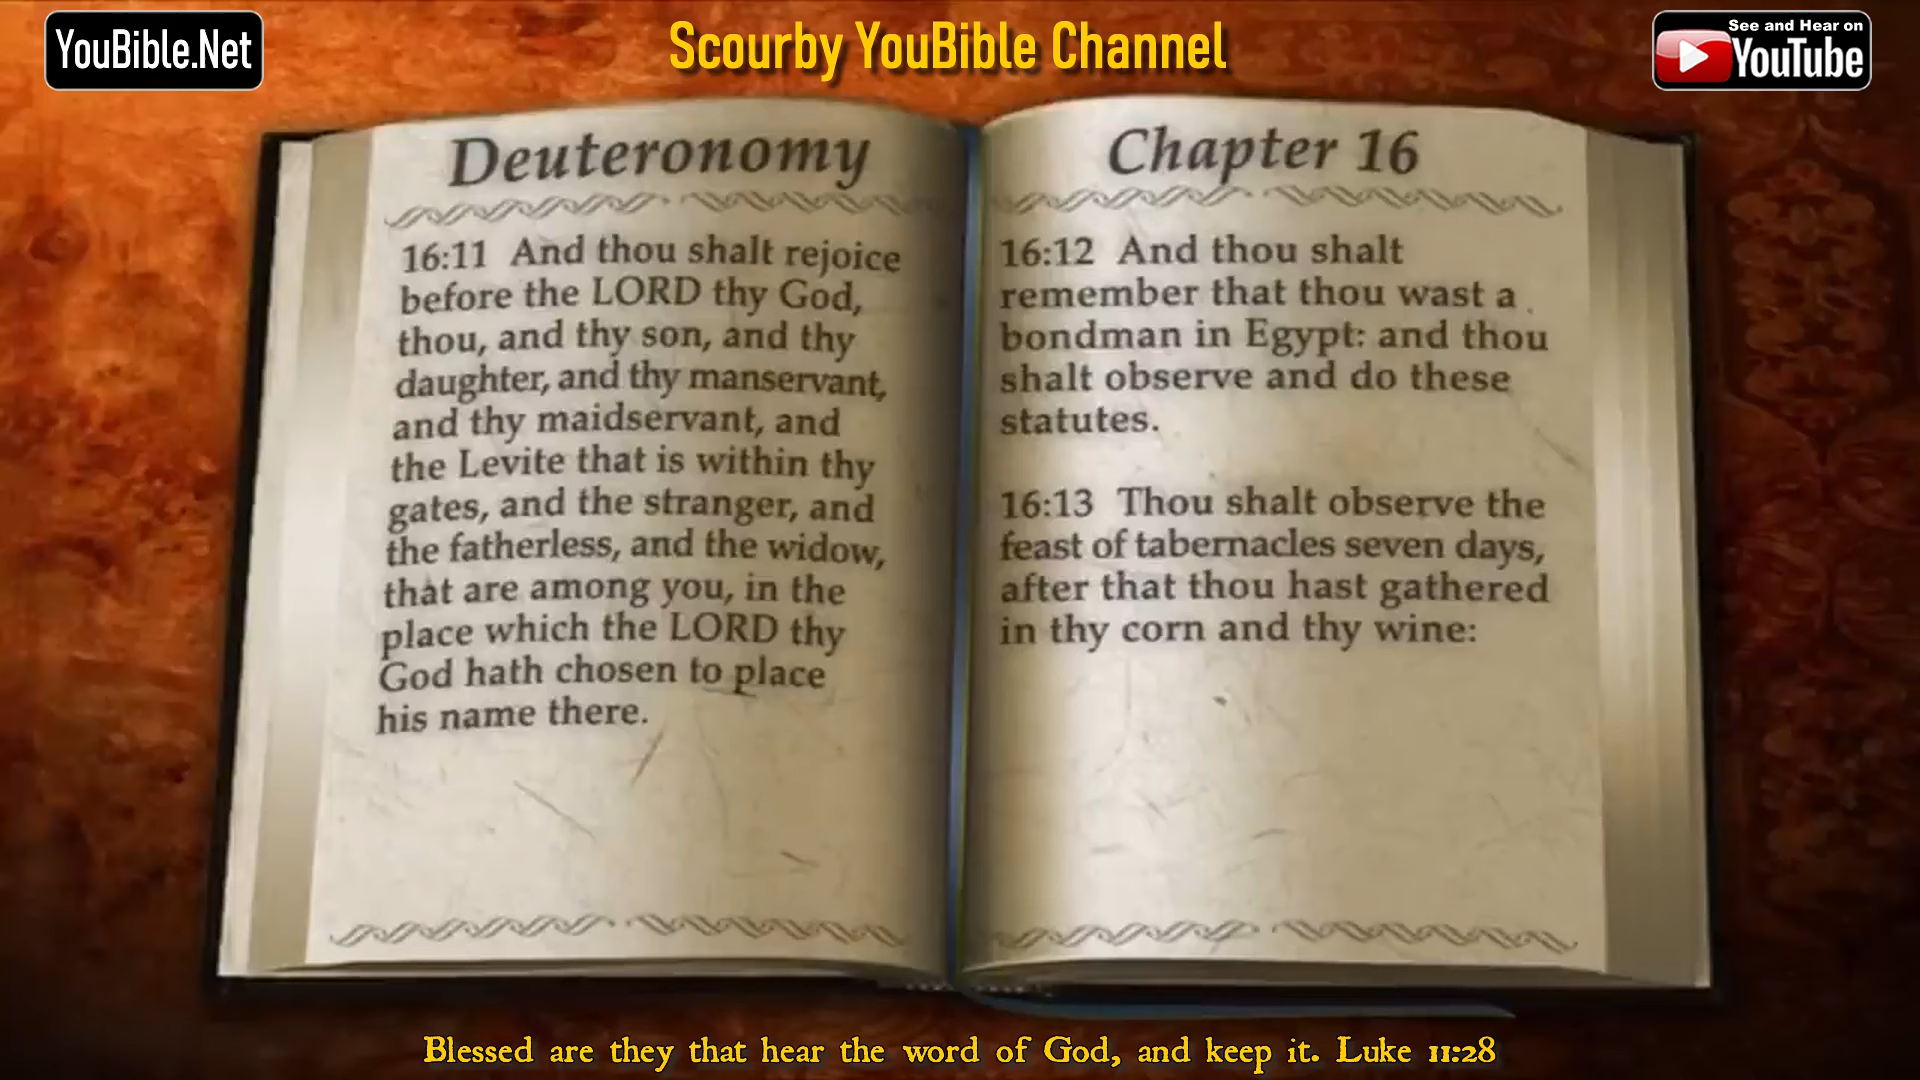 YouBible.Net
Scourby YouBible Channel
See and Hear on
YouTube
Deuteronomy
16:11 And thou shalt rejoice
before the LORD thy God,
thou, and thy son, and thy
daughter, and thy manservant,
and thy maidservant, and
the Levite that is within thy
gates, and the stranger, and
the fatherless, and the widow,
that are among you, in the
place which the LORD thy
God hath chosen to place
his name there.
Chapter 16
16:12 And thou shalt
remember that thou wast a
bondman in Egypt: and thou
shalt observe and do these
statutes.
16:13 Thou shalt observe the
feast of tabernacles seven days,
after that thou hast gathered
in thy corn and thy wine:
Blessed are they that hear the word of God, and keep it. Luke 11:28